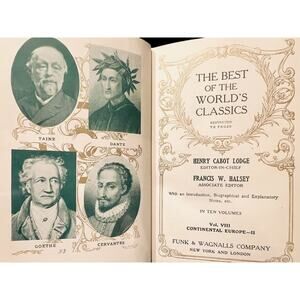 TAINE
DANTE
GOETHE
CERVANTES
THE BEST
OF THE
WORLD'S
CLASSICS
RESTRICTED
TO PROSE
HENRY CABOT LODGE
EDITOR-IN-CHIEF
FRANCIS W. HALSEY
ASSOCIATE EDITOR
With an Introduction, Biographical and Explanatory
Notes, etc.
IN TEN VOLUMES
Vol. VIII
CONTINENTAL EUROPE—II
FUNK & WAGNALLS COMPANY
NEW YORK AND LONDON